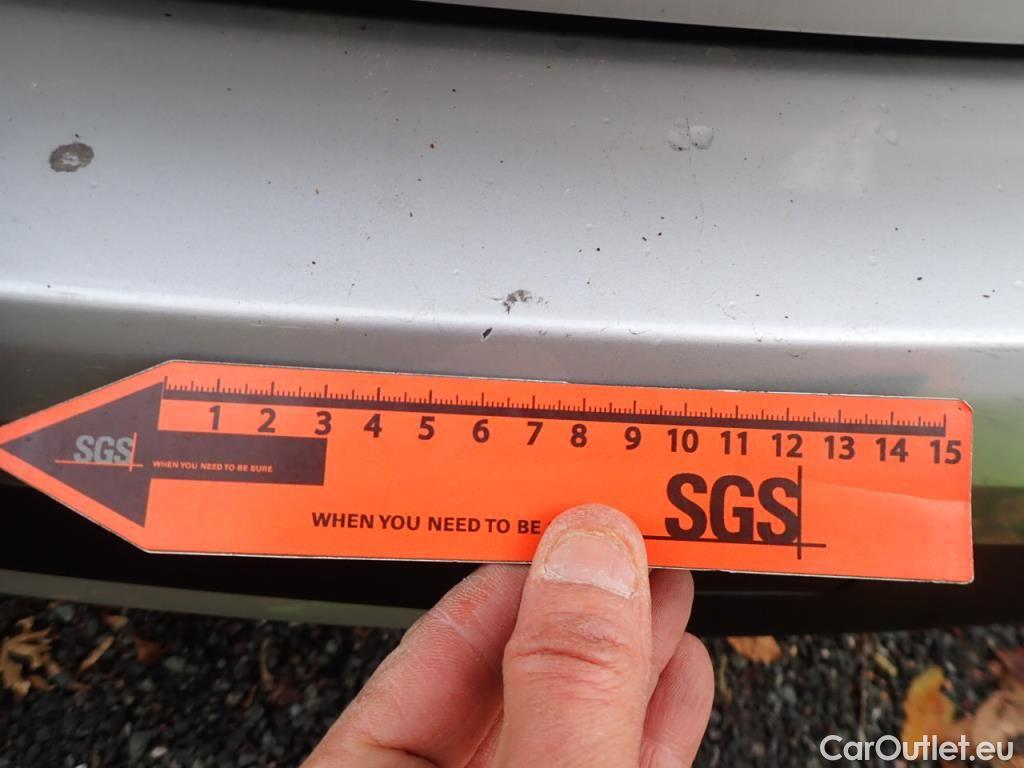 1 2 3 4 5 6 7 8 9 10 11 12 13 14 15
SGS
WHEN YOU NEED TO BE SURE
SGS
WHEN YOU NEED TO BE
CarOutlet.eu